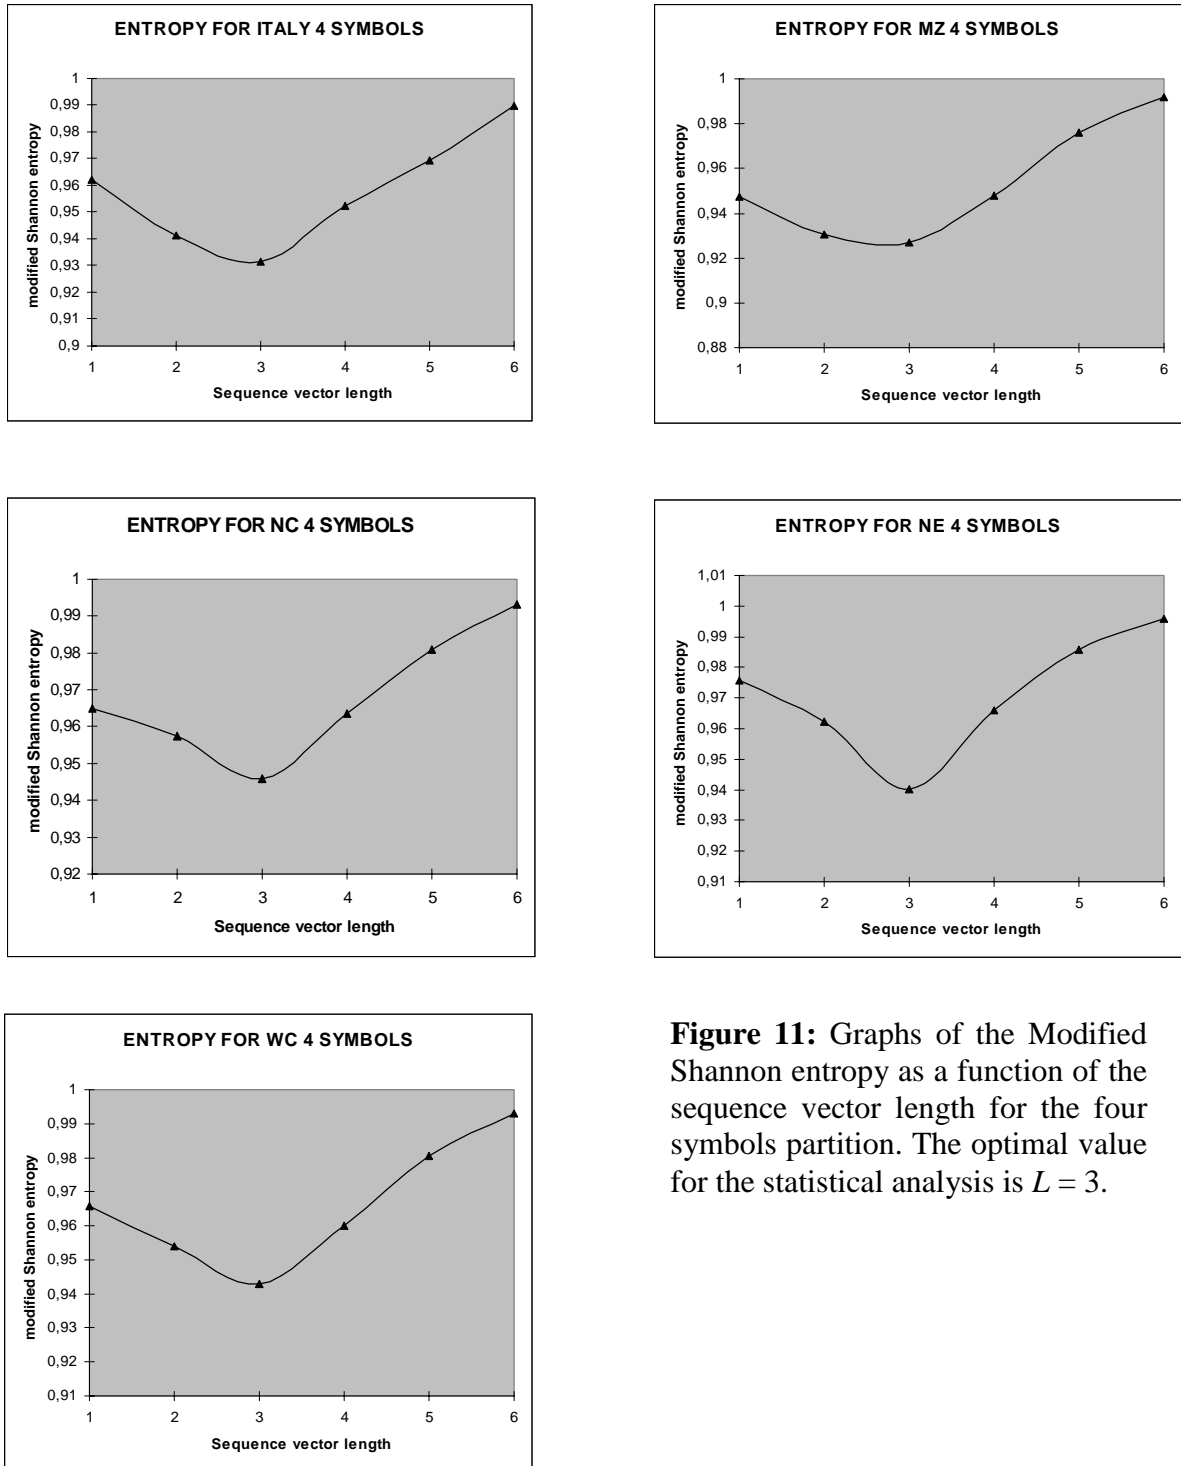 ENTROPY FOR ITALY 4 SYMBOLS
modified Shannon entropy
1
0,99
0,98
0,97
0,96
0,95
0,94
0,93
0,92
0,91
0,9
1 2 3 4 5 6
Sequence vector length
ENTROPY FOR MZ 4 SYMBOLS
modified Shannon entropy
1
0,98
0,96
0,94
0,92
0,9
0,88
1 2 3 4 5 6
Sequence vector length
ENTROPY FOR NC 4 SYMBOLS
modified Shannon entropy
1
0,99
0,98
0,97
0,96
0,95
0,94
0,93
0,92
1 2 3 4 5 6
Sequence vector length
ENTROPY FOR NE 4 SYMBOLS
modified Shannon entropy
1,01
1
0,99
0,98
0,97
0,96
0,95
0,94
0,93
0,92
0,91
1 2 3 4 5 6
Sequence vector length
ENTROPY FOR WC 4 SYMBOLS
modified Shannon entropy
1
0,99
0,98
0,97
0,96
0,95
0,94
0,93
0,92
0,91
1 2 3 4 5 6
Sequence vector length
Figure 11: Graphs of the Modified
Shannon entropy as a function of the
sequence vector length for the four
symbols partition. The optimal value
for the statistical analysis is L = 3.